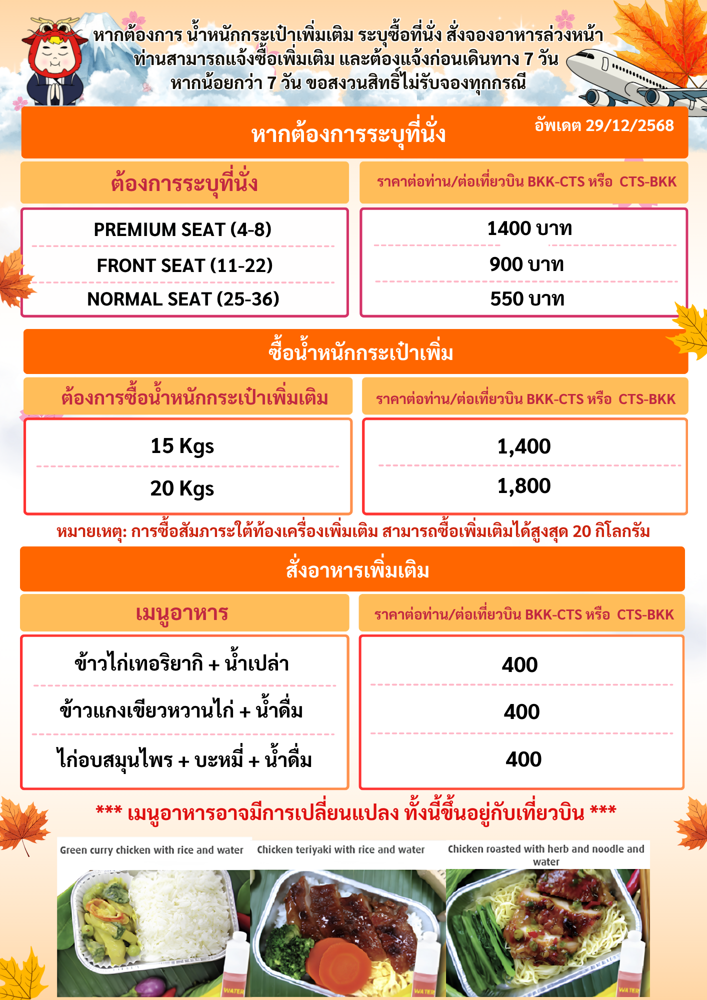 หากต้องการ น้ำหนักกระเป๋าเพิ่มเติม ระบุซื้อที่นั่ง สั่งจองอาหารล่วงหน้า
ท่านสามารถแจ้งซื้อเพิ่มเติม และต้องแจ้งก่อนเดินทาง 7 วัน
หากน้อยกว่า 7 วัน ขอสงวนสิทธิ์ไม่รับจองทุกกรณี
หากต้องการระบุที่นั่ง
อัพเดต 29/12/2568
ต้องการระบุที่นั่ง
ราคาต่อท่าน/ต่อเที่ยวบิน BKK-CTS หรือ CTS-BKK
PREMIUM SEAT (4-8)
1400 บาท
FRONT SEAT (11-22)
900 บาท
NORMAL SEAT (25-36)
550 บาท
ซื้อน้ำหนักกระเป๋าเพิ่ม
ต้องการซื้อน้ำหนักกระเป๋าเพิ่มเติม
ราคาต่อท่าน/ต่อเที่ยวบิน BKK-CTS หรือ CTS-BKK
15 Kgs
1,400
20 Kgs
1,800
หมายเหตุ: การซื้อสัมภาระใต้ท้องเครื่องเพิ่มเติม สามารถซื้อเพิ่มเติมได้สูงสุด 20 กิโลกรัม
สั่งอาหารเพิ่มเติม
เมนูอาหาร
ราคาต่อท่าน/ต่อเที่ยวบิน BKK-CTS หรือ CTS-BKK
ข้าวไก่เทอริยากิ + น้ำเปล่า
400
ข้าวแกงเขียวหวานไก่ + น้ำดื่ม
400
ไก่อบสมุนไพร + บะหมี่ + น้ำดื่ม
400
*** เมนูอาหารอาจมีการเปลี่ยนแปลง ทั้งนี้ขึ้นอยู่กับเที่ยวบิน ***
Green curry chicken with rice and water
Chicken teriyaki with rice and water
Chicken roasted with herb and noodle and
water
WATER
WATER
WATER